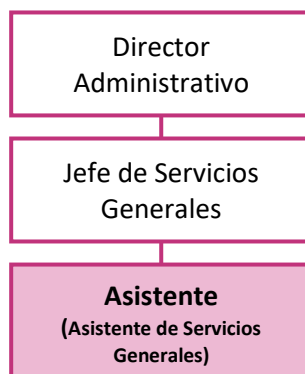 Director
Administrativo
Jefe de Servicios
Generales
Asistente
(Asistente de Servicios
Generales)